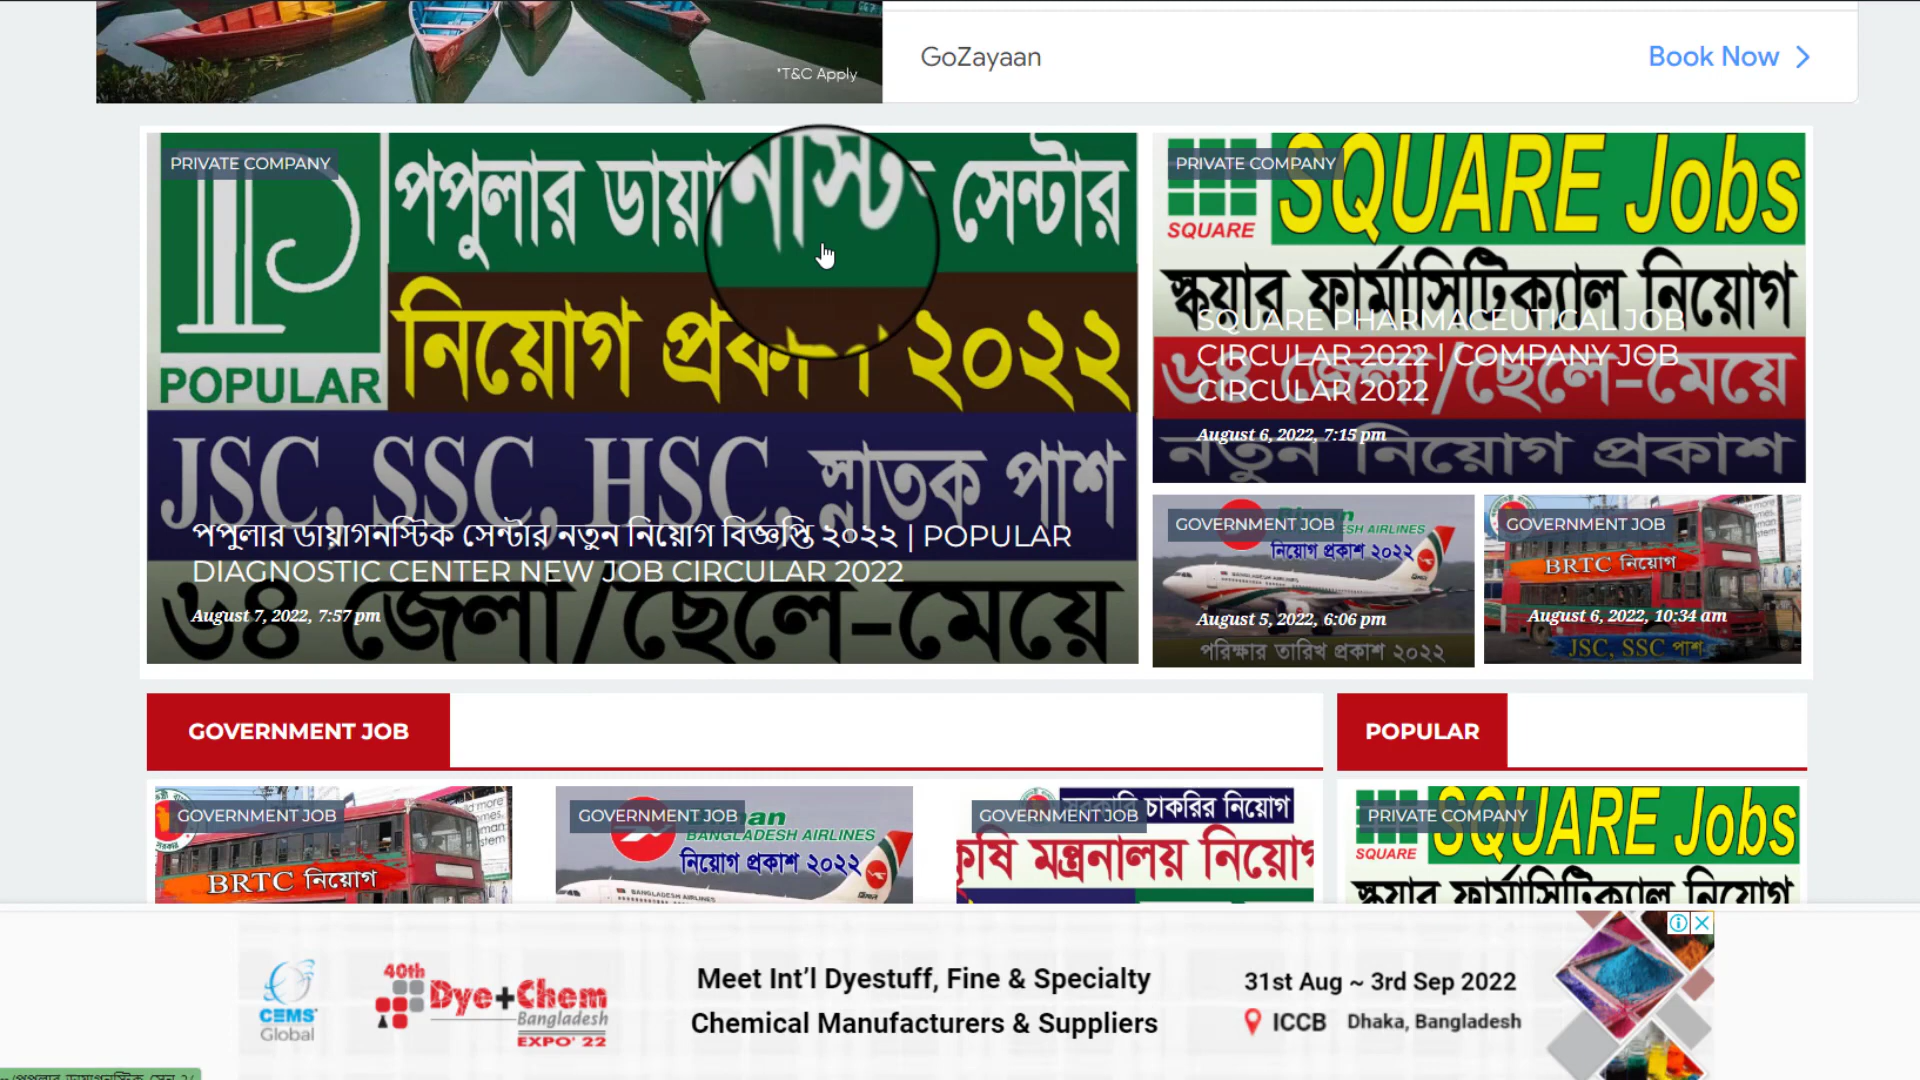 *T&C Apply
GoZayaan
Book Now
PRIVATE COMPANY
পপুলার সেন্টার
নিয়োগ ২০২২
POPULAR
JSC, SSC, HSC, স্নাতক পাশ
পপুলার ডায়াগনস্টিক সেন্টার নতুন নিয়োগ বিজ্ঞপ্তি ২০২২ | POPULAR
DIAGNOSTIC CENTER NEW JOB CIRCULAR 2022
August 7, 2022, 7:57 pm
৬৪ জেলা/ছেলে-মেয়ে
PRIVATE COMPANY
SQUARE Jobs
SQUARE
স্কয়ার ফার্মাসিটিক্যাল নিয়োগ
SQUARE PHARMACEUTICAL JOB
CIRCULAR 2022 | COMPANY JOB
CIRCULAR 2022
৬৪ জেলা/ছেলে-মেয়ে
August 6, 2022, 7:15 pm
নতুন নিয়োগ প্রকাশ
GOVERNMENT JOB
নিয়োগ প্রকাশ ২০২২
BANGLADESH AIRLINES
August 5, 2022, 6:06 pm
পরিক্ষার তারিখ প্রকাশ ২০২২
GOVERNMENT JOB
BRTC নিয়োগ
August 6, 2022, 10:34 am
JSC, SSC পাশ
GOVERNMENT JOB
POPULAR
GOVERNMENT JOB
BRTC নিয়োগ
GOVERNMENT JOB
BANGLADESH AIRLINES
নিয়োগ প্রকাশ ২০২২
BANGLADESH AIRLINES
GOVERNMENT JOB
চাকরির নিয়োগ
মন্ত্রনালয়
PRIVATE COMPANY
SQUARE Jobs
SQUARE
স্কয়ার ফার্মাসিটিক্যাল নিয়োগ
CEMS
Global
40th
Dye+Chem
Bangladesh
EXPO' 22
Meet Int'l Dyestuff, Fine & Specialty
Chemical Manufacturers & Suppliers
31st Aug ~ 3rd Sep 2022
ICCB Dhaka, Bangladesh